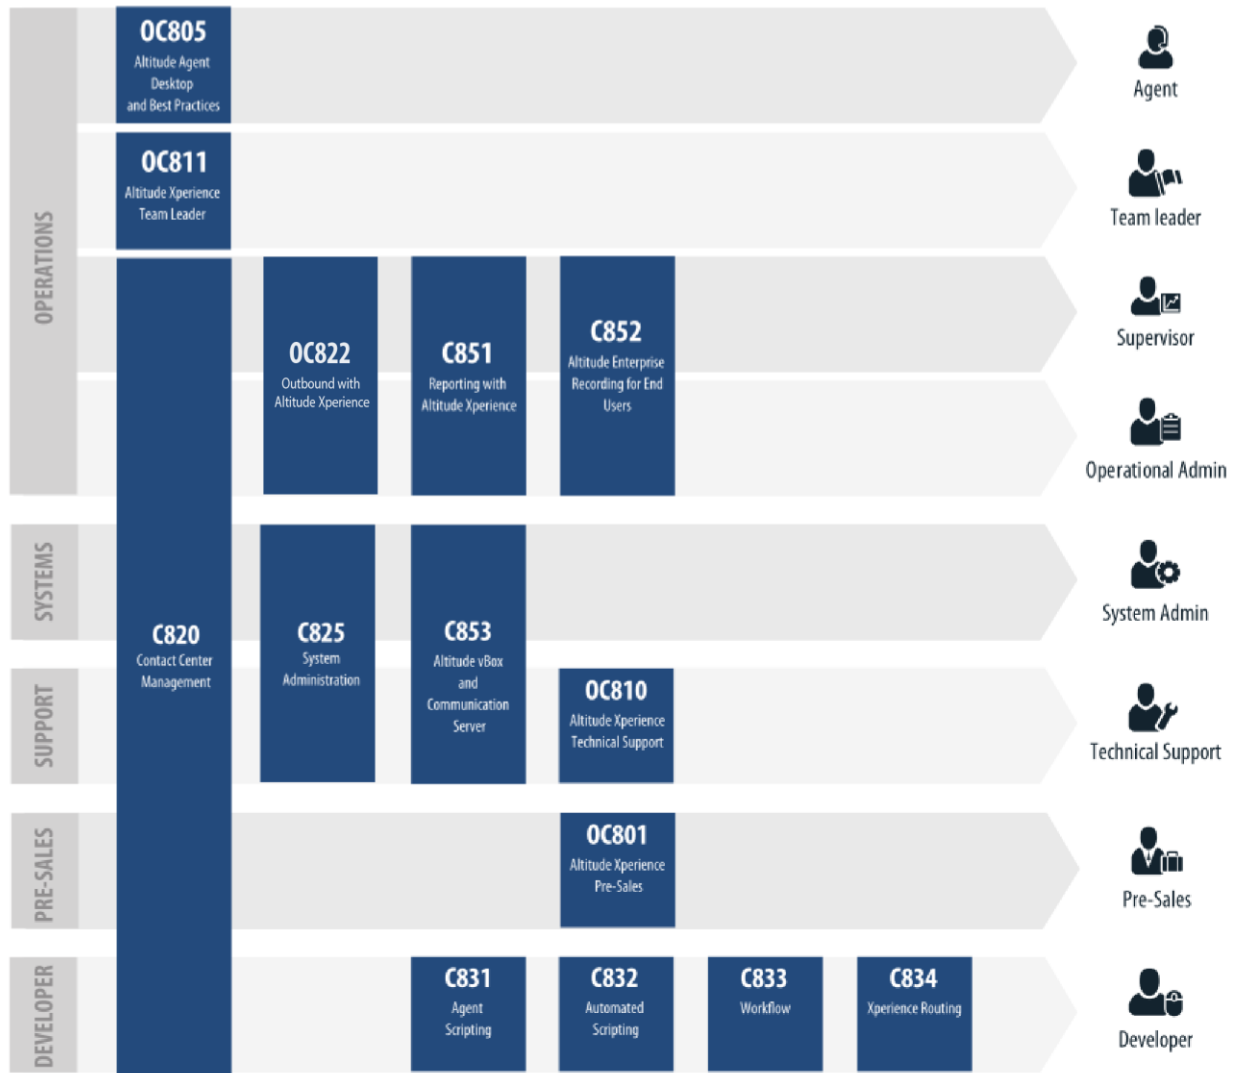 OPERATIONS
OC805
Altitude Agent
Desktop
and Best Practices
Agent
OC811
Altitude Xperience
Team Leader
Team leader
OC822
Outbound with
Altitude Xperience
C851
Reporting with
Altitude Xperience
C852
Altitude Enterprise
Recording for End
Users
Supervisor
Operational Admin
SYSTEMS
C820
Contact Center
Management
C825
System
Administration
C853
Altitude vBox
and
Communication
Server
System Admin
SUPPORT
OC810
Altitude Xperience
Technical Support
Technical Support
PRE-SALES
OC801
Altitude Xperience
Pre-Sales
Pre-Sales
DEVELOPER
C831
Agent
Scripting
C832
Automated
Scripting
C833
Workflow
C834
Xperience Routing
Developer